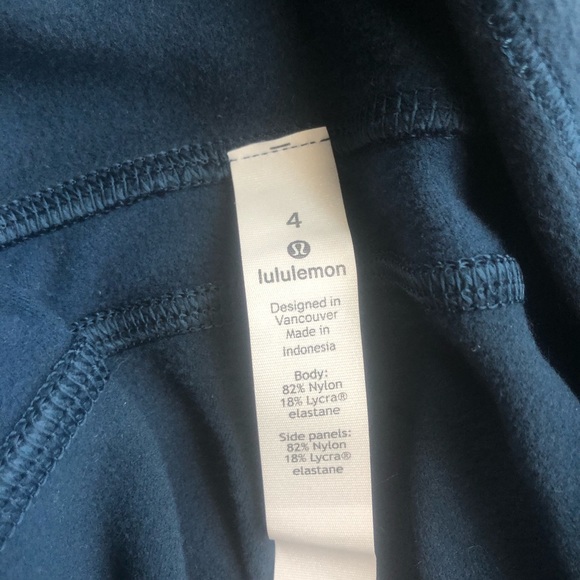 4
lululemon
Designed in
Vancouver
Made in
Indonesia
Body:
82% Nylon
18% Lycra®
elastane
Side panels:
82% Nylon
18% Lycra®
elastane